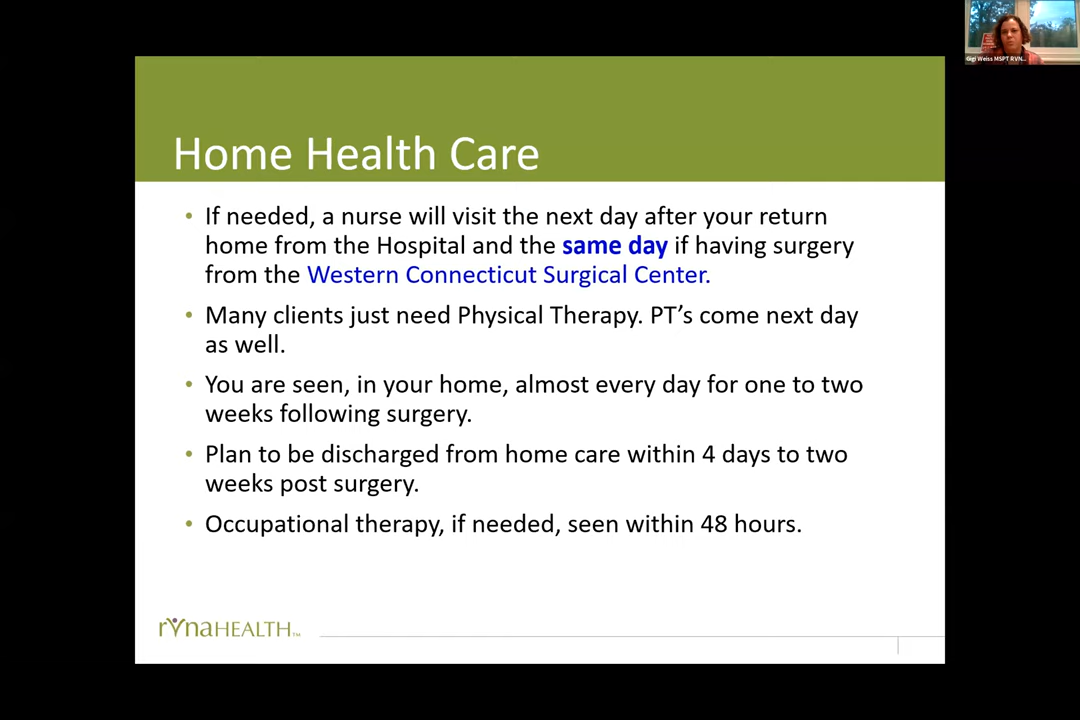 Gigi Weiss MSPT RVN...
Home Health Care
• If needed, a nurse will visit the next day after your return
home from the Hospital and the same day if having surgery
from the Western Connecticut Surgical Center.
• Many clients just need Physical Therapy. PT’s come next day
as well.
• You are seen, in your home, almost every day for one to two
weeks following surgery.
• Plan to be discharged from home care within 4 days to two
weeks post surgery.
• Occupational therapy, if needed, seen within 48 hours.
rvnaHEALTH™